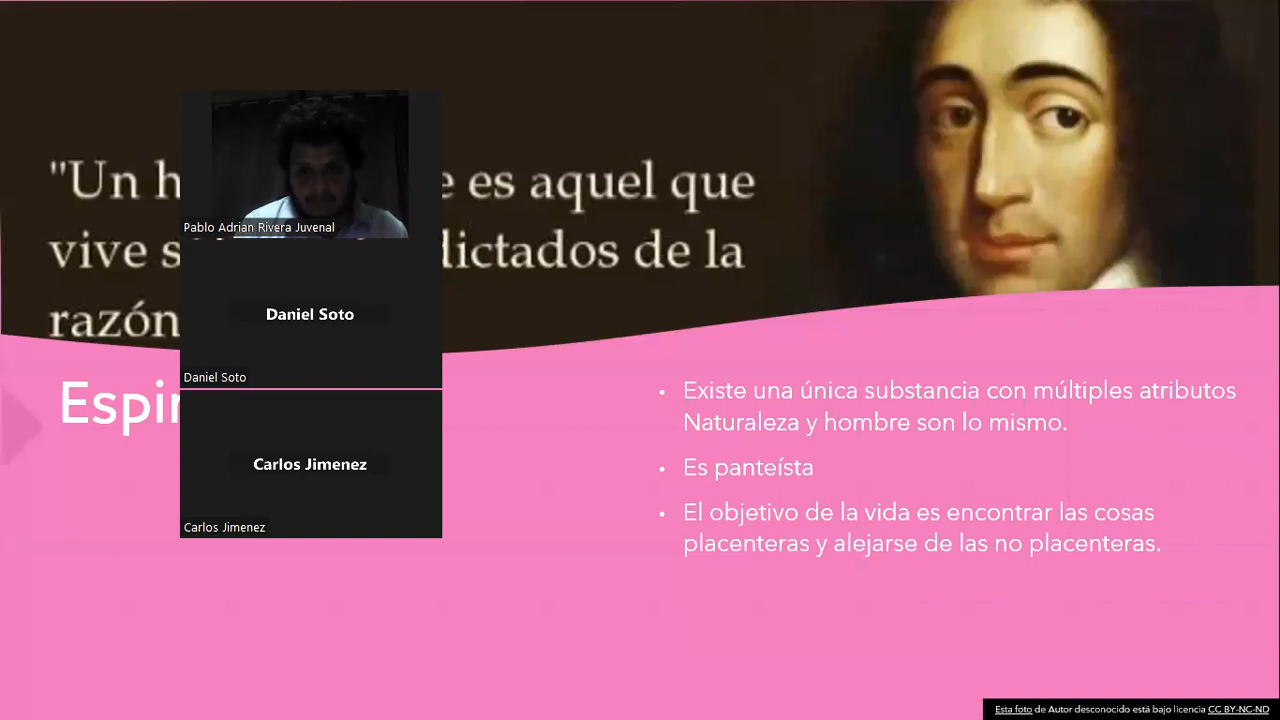 "Un h
e es aquel que
vive s
dictados de la
razón
Pablo Adrian Rivera Juvenal
Daniel Soto
Daniel Soto
Carlos Jimenez
Carlos Jimenez
Espin
• Existe una única substancia con múltiples atributos
Naturaleza y hombre son lo mismo.
• Es panteísta
• El objetivo de la vida es encontrar las cosas
placenteras y alejarse de las no placenteras.
Esta foto de Autor desconocido está bajo licencia CC BY-NC-ND